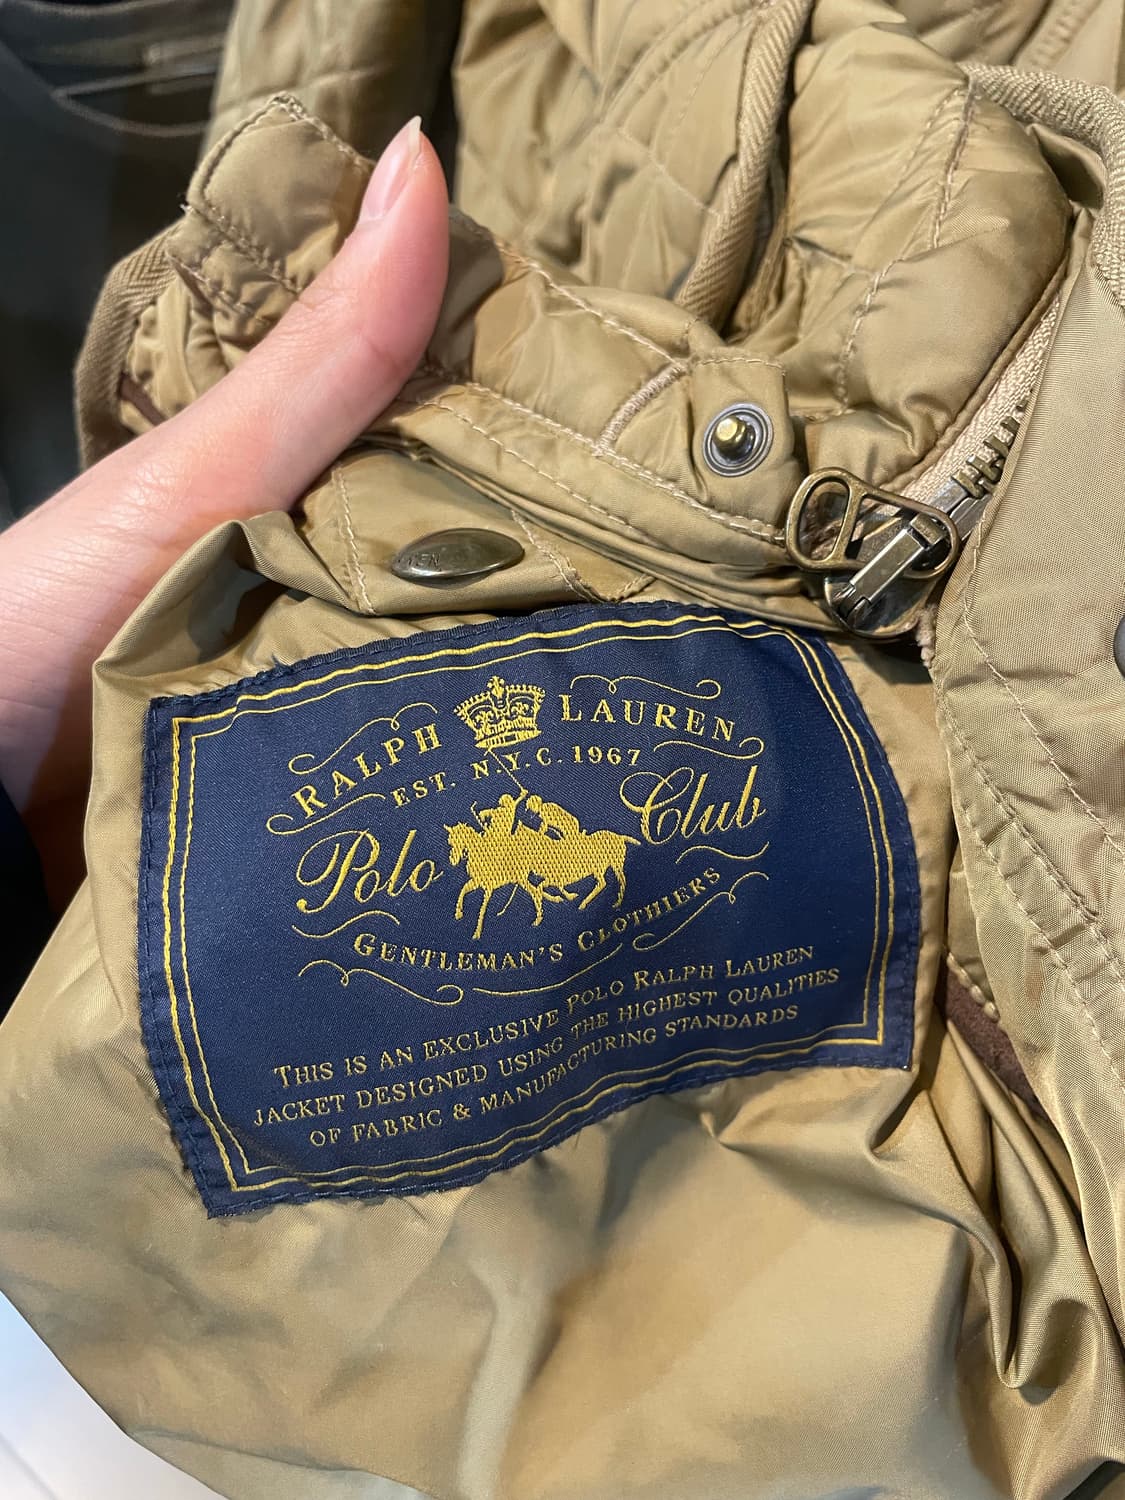 RALPH LAUREN
EST. N.Y.C. 1967
Polo Club
GENTLEMAN'S CLOTHIERS
THIS IS AN EXCLUSIVE POLO RALPH LAUREN
JACKET DESIGNED USING THE HIGHEST QUALITIES
OF FABRIC & MANUFACTURING STANDARDS